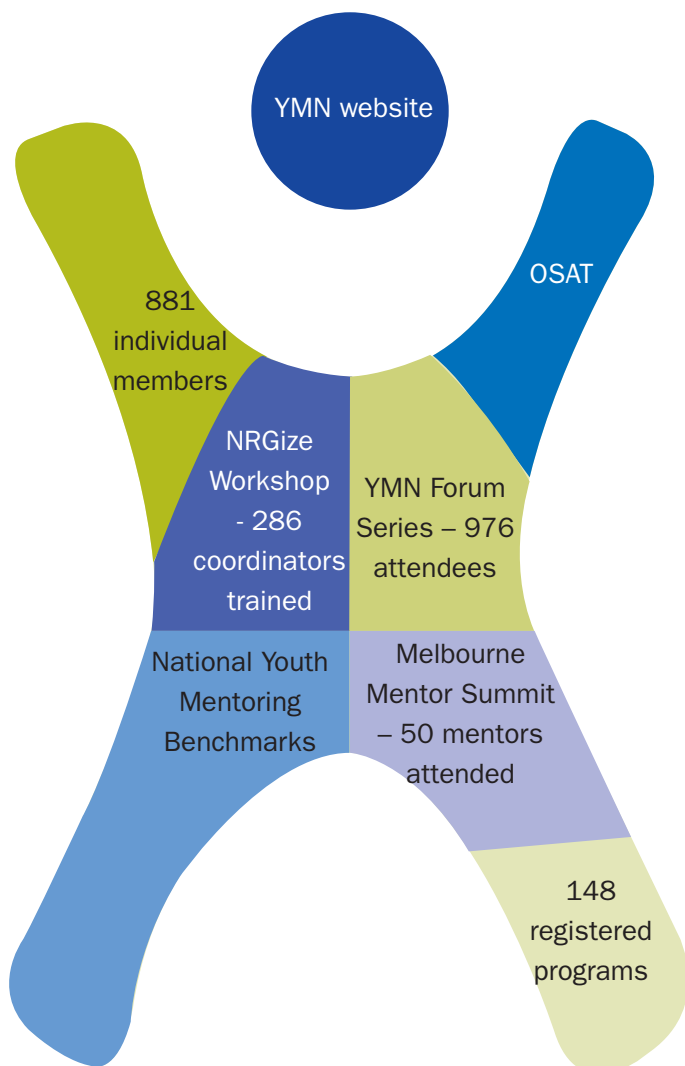 YMN website
881
individual
members
OSAT
NRGize
Workshop
- 286
coordinators
trained
YMN Forum
Series – 976
attendees
National Youth
Mentoring
Benchmarks
Melbourne
Mentor Summit
– 50 mentors
attended
148
registered
programs